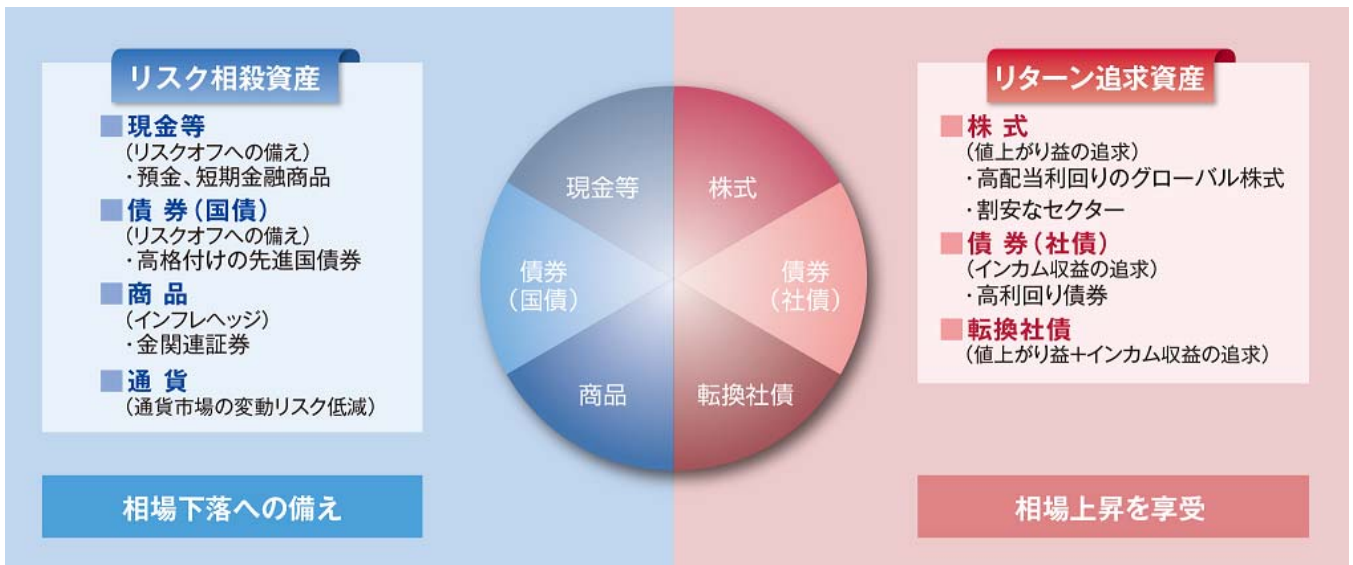 リスク相殺資産
■現金等
(リスクオフへの備え)
・預金、短期金融商品
■債 券(国債)
(リスクオフへの備え)
・高格付けの先進国債券
■商 品
(インフレヘッジ)
・金関連証券
■通 貨
(通貨市場の変動リスク低減)
相場下落への備え
現金等
株式
債券
(国債)
債券
(社債)
商品
転換社債
リターン追求資産
■株 式
(値上がり益の追求)
・高配当利回りのグローバル株式
・割安なセクター
■債 券(社債)
(インカム収益の追求)
・高利回り債券
■転換社債
(値上がり益+インカム収益の追求)
相場上昇を享受